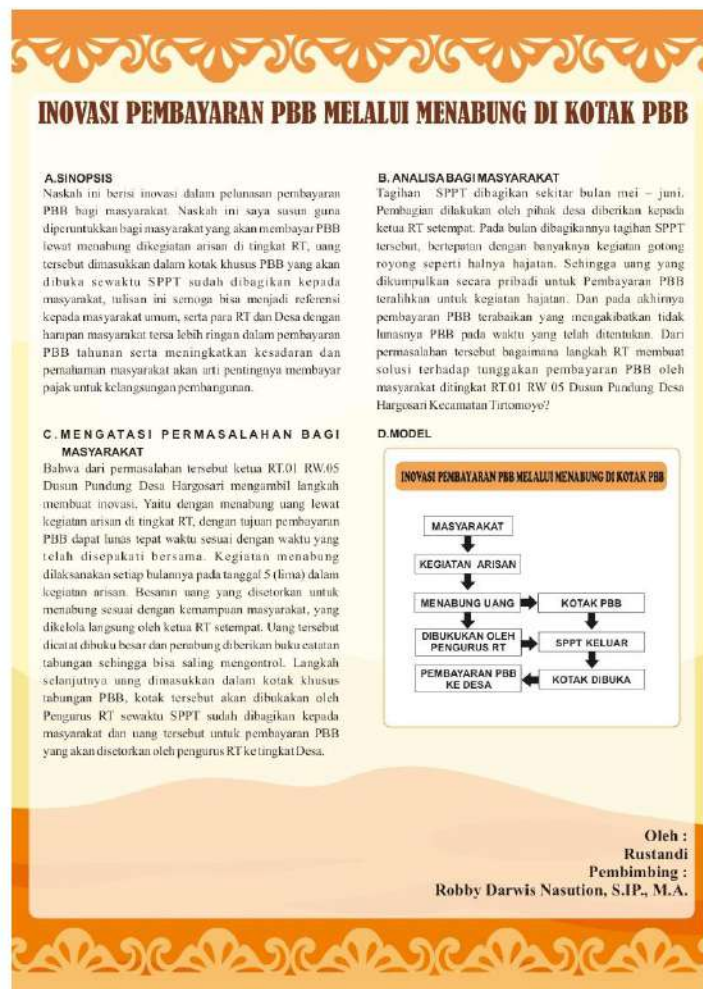 INOVASI PEMBAYARAN PBB MELALUI MENABUNG DI KOTAK PBB
A.SINOPSIS
Naskah ini berisi inovasi dalam pelunasan pembayaran
PBB bagi masyarakat. Naskah ini saya susun guna
diperuntukkan bagi masyarakat yang akan membayar PBB
lewat menabung dikegiatan arisan di tingkat RT, uang
tersebut dimasukkan dalam kotak khusus PBB yang akan
dibuka sewaktu SPPT sudah dibagikan kepada
masyarakat, tulisan ini semoga bisa menjadi referensi
kepada masyarakat umum, serta para RT dan Desa dengan
harapan masyarakat tersa lebih ringan dalam pembayaran
PBB tahunan serta meningkatkan kesadaran dan
pemahaman masyarakat akan arti pentingnya membayar
pajak untuk kelangsungan pembangunan.
B. ANALISA BAGI MASYARAKAT
Tagihan SPPT dibagikan sekitar bulan mei – juni.
Pembagian dilakukan oleh pihak desa diberikan kepada
ketua RT setempat. Pada bulan dibagikannya tagihan SPPT
tersebut, bertepatan dengan banyaknya kegiatan gotong
royong seperti halnya hajatan. Sehingga uang yang
dikumpulkan secara pribadi untuk Pembayaran PBB
teralihkan untuk kegiatan hajatan. Dan pada akhirnya
pembayaran PBB terabaikan yang mengakibatkan tidak
lunasnya PBB pada waktu yang telah ditentukan. Dari
permasalahan tersebut bagaimana langkah RT membuat
solusi terhadap tunggakan pembayaran PBB oleh
masyarakat ditingkat RT.01 RW 05 Dusun Pundung Desa
Hargosari Kecamatan Tirtomoyo?
C.MENGATASI PERMASALAHAN BAGI
MASYARAKAT
Bahwa dari permasalahan tersebut ketua RT.01 RW.05
Dusun Pundung Desa Hargosari mengambil langkah
membuat inovasi. Yaitu dengan menabung uang lewat
kegiatan arisan di tingkat RT, dengan tujuan pembayaran
PBB dapat lunas tepat waktu sesuai dengan waktu yang
telah disepakati bersama. Kegiatan menabung
dilaksanakan setiap bulannya pada tanggal 5 (lima) dalam
kegiatan arisan. Besaran uang yang disetorkan untuk
menabung sesuai dengan kemampuan masyarakat, yang
dikelola langsung oleh ketua RT setempat. Uang tersebut
dicatat dibuku besar dan penabung diberikan buku catatan
tabungan sehingga bisa saling mengontrol. Langkah
selanjutnya uang dimasukkan dalam kotak khusus
tabungan PBB, kotak tersebut akan dibukakan oleh
Pengurus RT sewaktu SPPT sudah dibagikan kepada
masyarakat dan uang tersebut untuk pembayaran PBB
yang akan disetorkan oleh pengurus RT ke tingkat Desa.
D.MODEL
INOVASI PEMBAYARAN PBB MELALUI MENABUNG DI KOTAK PBB
MASYARAKAT
KEGIATAN ARISAN
MENABUNG UANG
KOTAK PBB
DIBUKUKAN OLEH
PENGURUS RT
SPPT KELUAR
PEMBAYARAN PBB
KE DESA
KOTAK DIBUKA
Oleh :
Rustandi
Pembimbing :
Robby Darwis Nasution, S.IP., M.A.